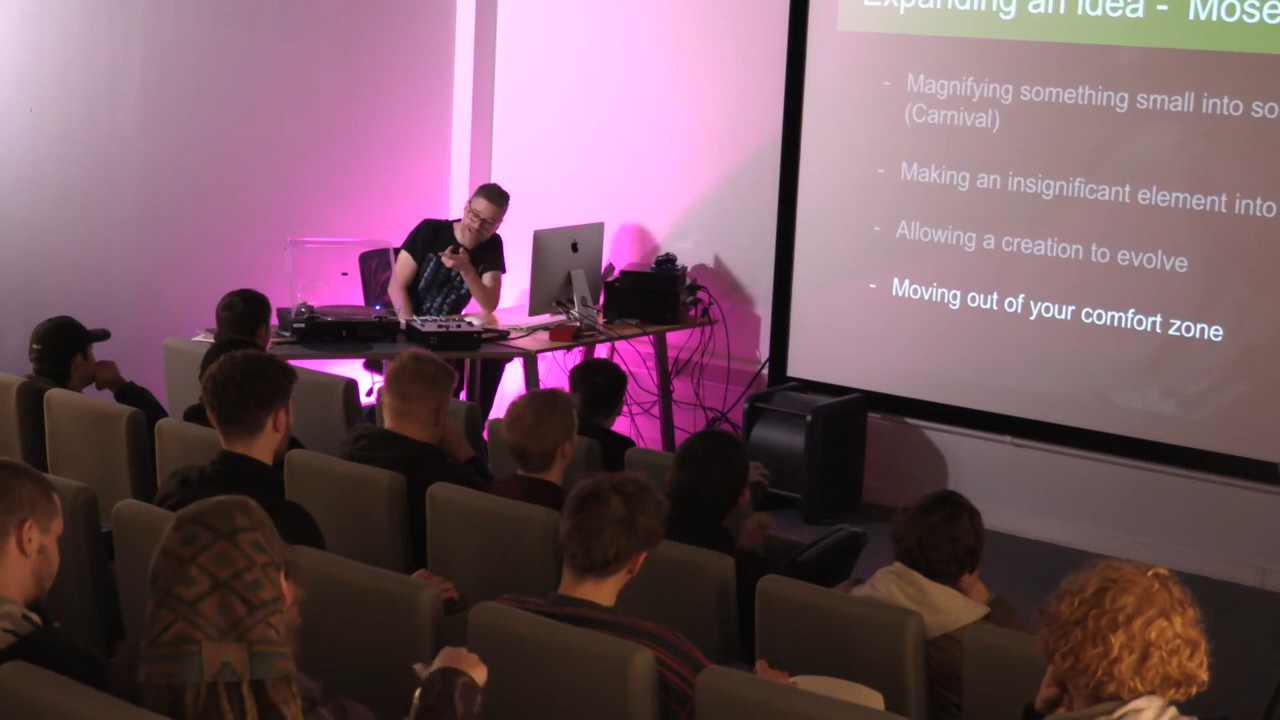 Expanding an idea - Mose
- Magnifying something small into so
(Carnival)
- Making an insignificant element into
- Allowing a creation to evolve
- Moving out of your comfort zone